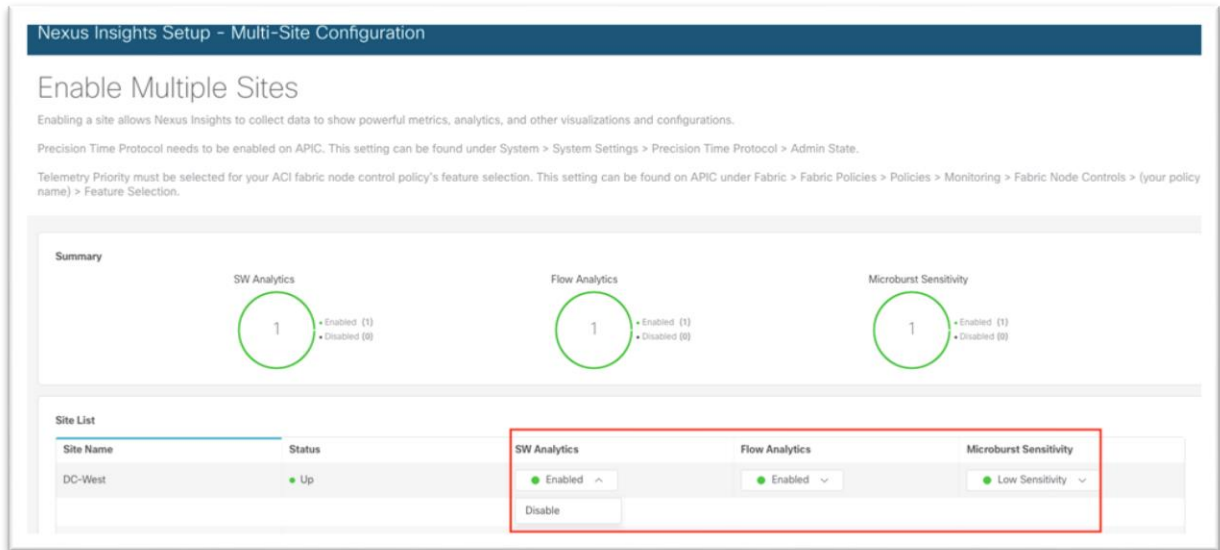 Nexus Insights Setup - Multi-Site Configuration
Enable Multiple Sites
Enabling a site allows Nexus Insights to collect data to show powerful metrics, analytics, and other visualizations and configurations.
Precision Time Protocol needs to be enabled on APIC. This setting can be found under System > System Settings > Precision Time Protocol > Admin State.
Telemetry Priority must be selected for your ACI fabric node control policy's feature selection. This setting can be found on APIC under Fabric > Fabric Policies > Policies > Monitoring > Fabric Node Controls > (your policy
name) > Feature Selection.
Summary
SW Analytics Flow Analytics Microburst Sensitivity
1 1 1
Enabled (1) Enabled (1) Enabled (1)
Disabled (0) Disabled (0) Disabled (0)
Site List
Site Name Status SW Analytics Flow Analytics Microburst Sensitivity
DC-West Up Enabled Enabled Low Sensitivity
Disable